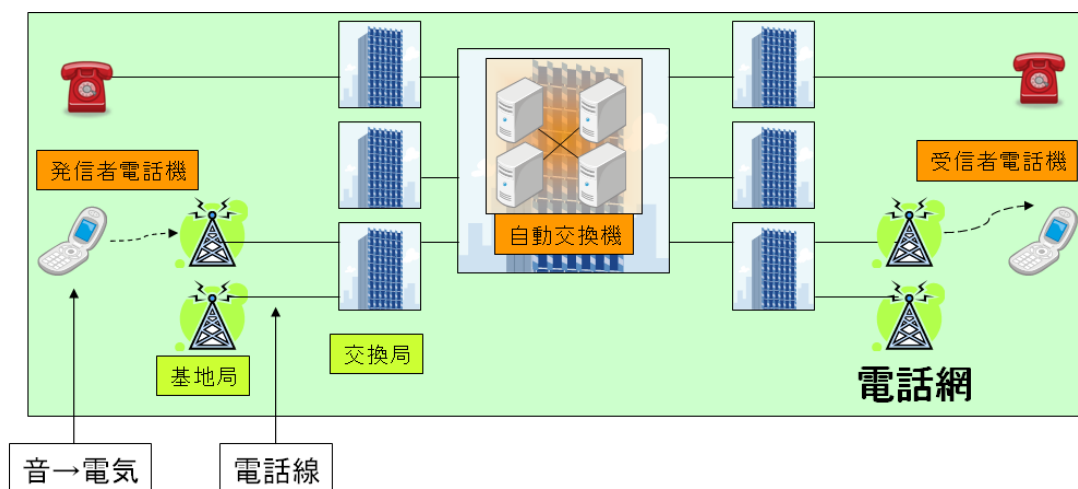 発信者電話機
受信者電話機
自動交換機
交換局
基地局
電話網
音→電気
電話線